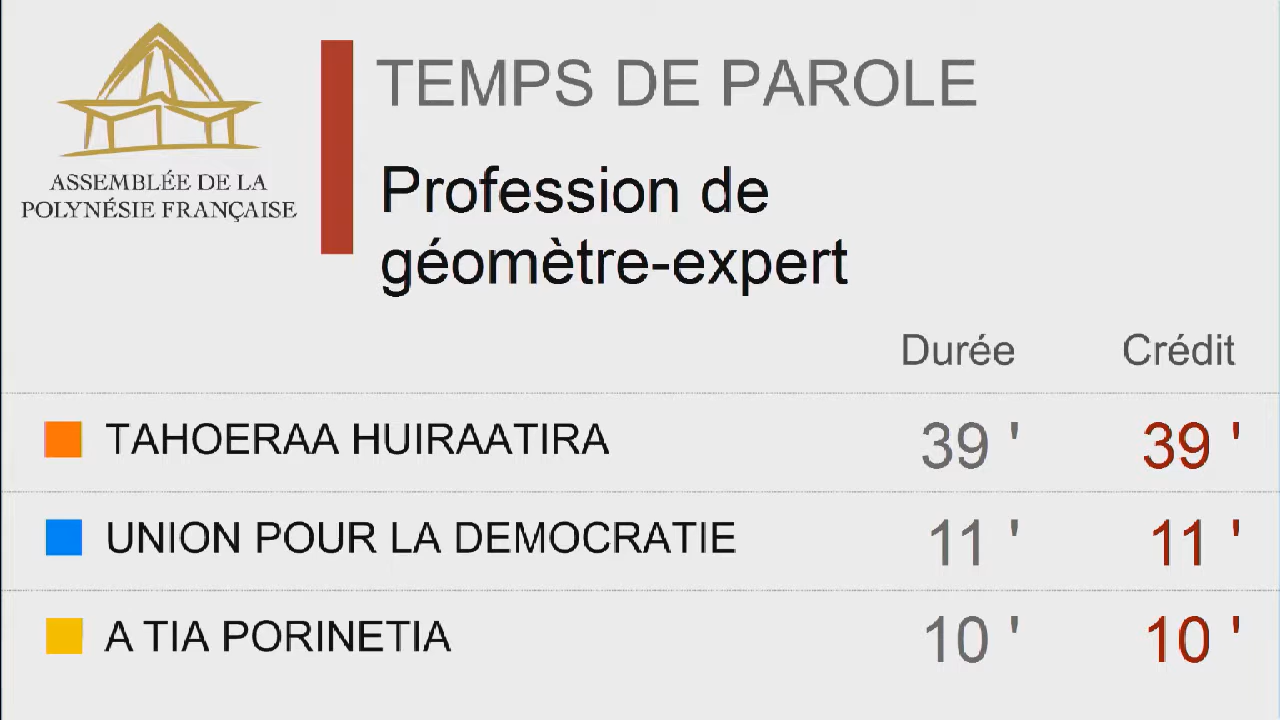 ASSEMBLÉE DE LA
POLYNÉSIE FRANÇAISE
TEMPS DE PAROLE
Profession de
géomètre-expert
Durée Crédit
TAHOERAA HUIRAATIRA 39 ' 39 '
UNION POUR LA DEMOCRATIE 11 ' 11 '
A TIA PORINETIA 10 ' 10 '